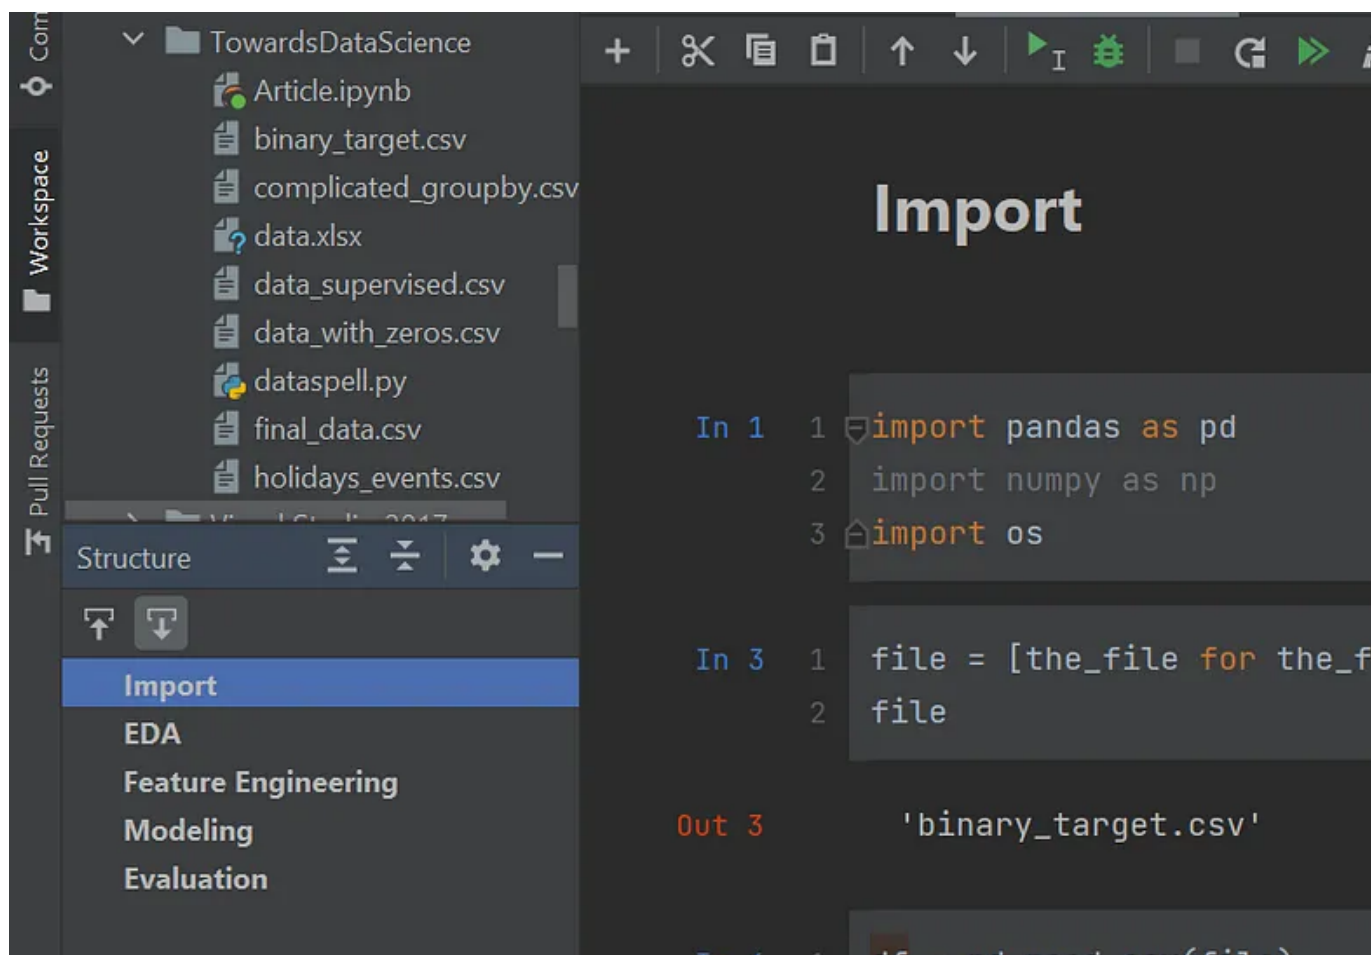 Com
Workspace
Pull Requests
TowardsDataScience
Article.ipynb
binary_target.csv
complicated_groupby.csv
data.xlsx
data_supervised.csv
data_with_zeros.csv
dataspell.py
final_data.csv
holidays_events.csv
Structure
Import
EDA
Feature Engineering
Modeling
Evaluation
Import
In 1 1 import pandas as pd
2 import numpy as np
3 import os
In 3 1 file = [the_file for the_f
2 file
Out 3 'binary_target.csv'